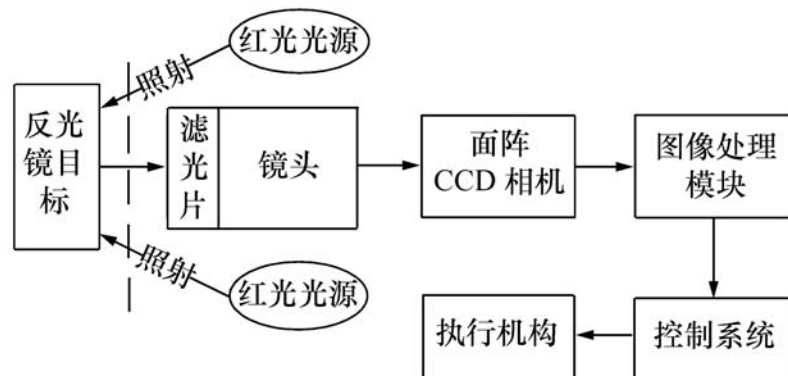 红光光源
照射
反光
镜目
标
滤
光
片
镜头
面阵
CCD 相机
图像处理
模块
照射
红光光源
执行机构
控制系统